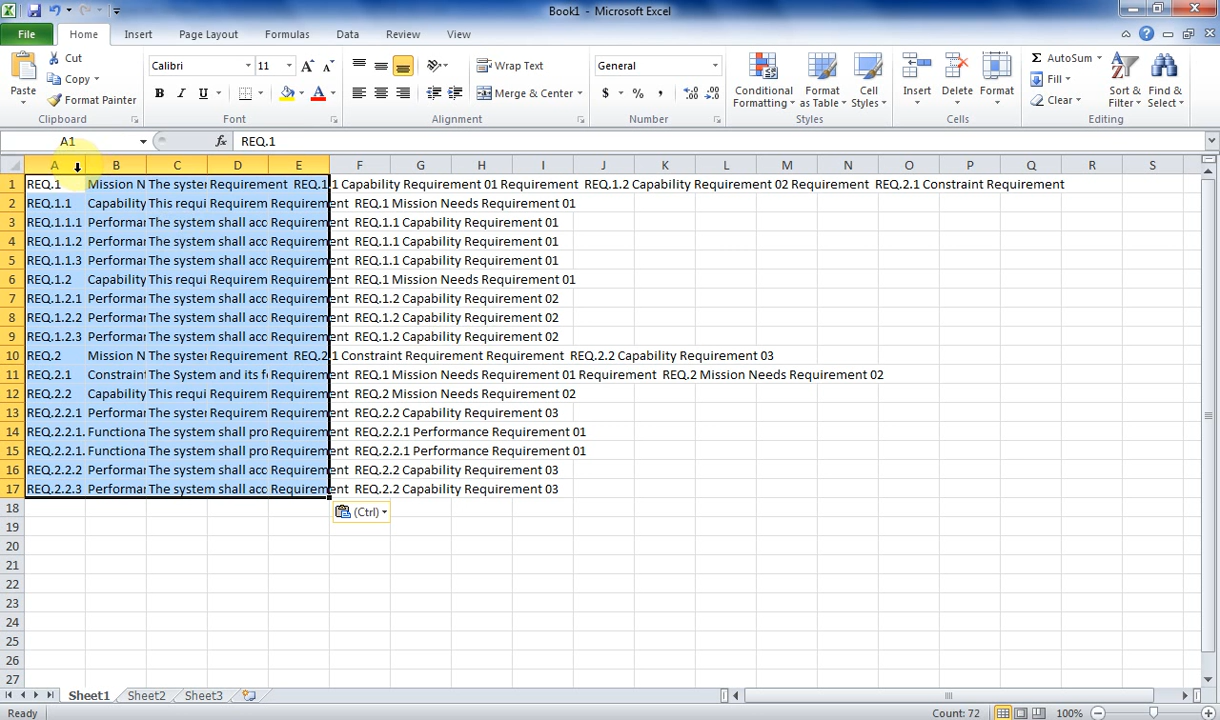 Book1 - Microsoft Excel
File Home Insert Page Layout Formulas Data Review View
Paste Cut Copy Format Painter Clipboard
Calibri 11 A A B I U A Font
Wrap Text Merge & Center Alignment
General $ % , Number
Conditional Formatting Format as Table Cell Styles Styles
Insert Delete Format Cells
Σ AutoSum Fill Clear Sort & Filter Find & Select Editing
A1 fx REQ.1
A B C D E F G H I J K L M N O P Q R S
1 REQ.1 Mission N The syster Requirement REQ.1.1 Capability Requirement 01 Requirement REQ.1.2 Capability Requirement 02 Requirement REQ.2.1 Constraint Requirement
2 REQ.1.1 Capability This requi Requirem Requirement REQ.1 Mission Needs Requirement 01
3 REQ.1.1.1 Performar The system shall acc Requirement REQ.1.1 Capability Requirement 01
4 REQ.1.1.2 Performar The system shall acc Requirement REQ.1.1 Capability Requirement 01
5 REQ.1.1.3 Performar The system shall acc Requirement REQ.1.1 Capability Requirement 01
6 REQ.1.2 Capability This requi Requirem Requirement REQ.1 Mission Needs Requirement 01
7 REQ.1.2.1 Performar The system shall acc Requirement REQ.1.2 Capability Requirement 02
8 REQ.1.2.2 Performar The system shall acc Requirement REQ.1.2 Capability Requirement 02
9 REQ.1.2.3 Performar The system shall acc Requirement REQ.1.2 Capability Requirement 02
10 REQ.2 Mission N The syster Requirement REQ.2.1 Constraint Requirement Requirement REQ.2.2 Capability Requirement 03
11 REQ.2.1 Constraint The System and its f Requirement REQ.1 Mission Needs Requirement 01 Requirement REQ.2 Mission Needs Requirement 02
12 REQ.2.2 Capability This requi Requirem Requirement REQ.2 Mission Needs Requirement 02
13 REQ.2.2.1 Performar The system shall acc Requirement REQ.2.2 Capability Requirement 03
14 REQ.2.2.1. Functiona The system shall pro Requirement REQ.2.2.1 Performance Requirement 01
15 REQ.2.2.1. Functiona The system shall pro Requirement REQ.2.2.1 Performance Requirement 01
16 REQ.2.2.2 Performar The system shall acc Requirement REQ.2.2 Capability Requirement 03
17 REQ.2.2.3 Performar The system shall acc Requirement REQ.2.2 Capability Requirement 03
18 (Ctrl)
19
20
21
22
23
24
25
26
27
Sheet1 Sheet2 Sheet3
Ready Count: 72 100%